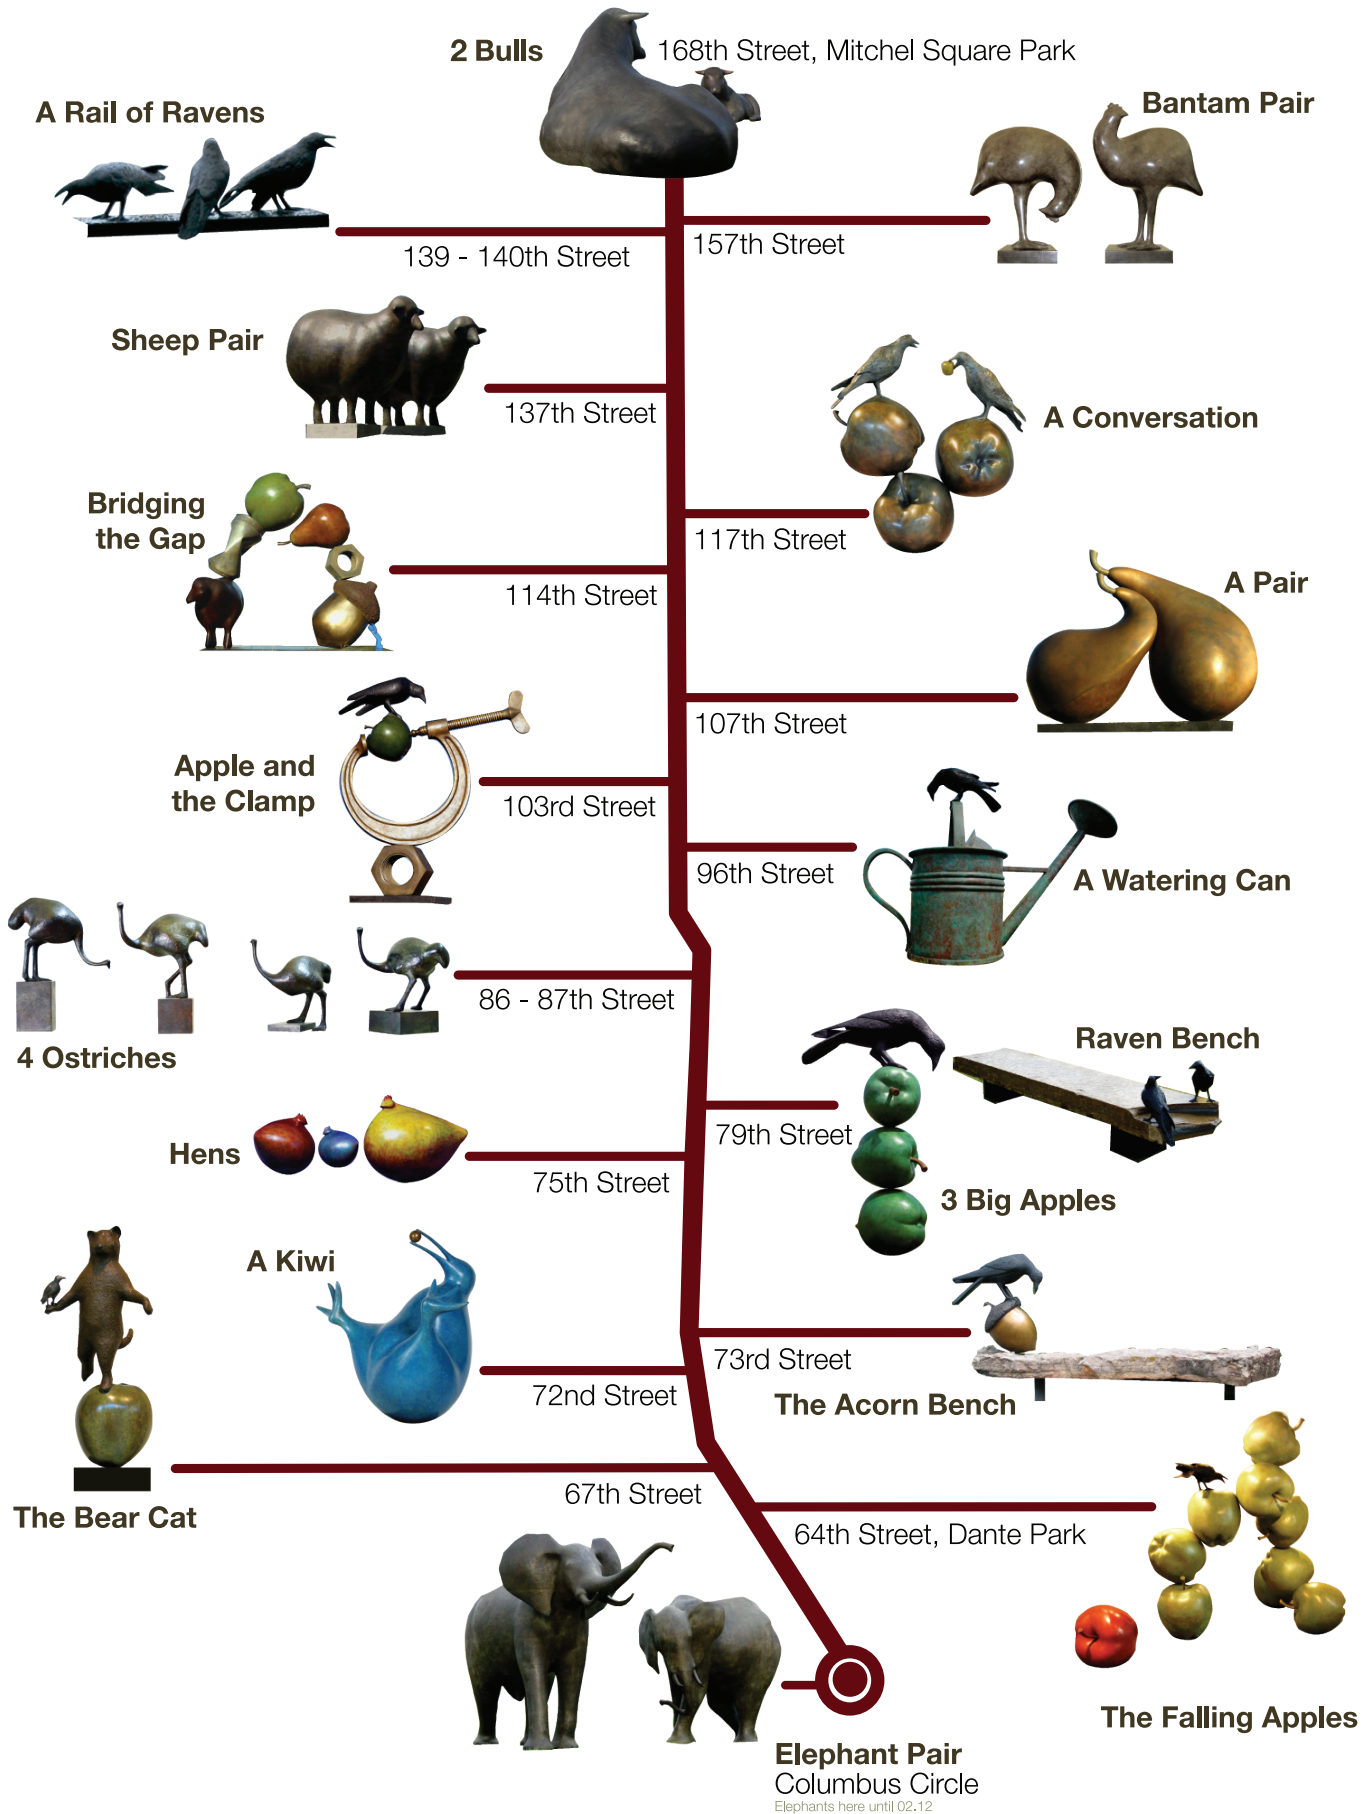 2 Bulls
168th Street, Mitchel Square Park
A Rail of Ravens
Bantam Pair
139 - 140th Street
157th Street
Sheep Pair
137th Street
A Conversation
117th Street
Bridging
the Gap
114th Street
A Pair
107th Street
Apple and
the Clamp
103rd Street
96th Street
A Watering Can
86 - 87th Street
4 Ostriches
Raven Bench
79th Street
3 Big Apples
Hens
75th Street
A Kiwi
73rd Street
The Acorn Bench
72nd Street
67th Street
The Bear Cat
64th Street, Dante Park
The Falling Apples
Elephant Pair
Columbus Circle
Elephants here until 02.12